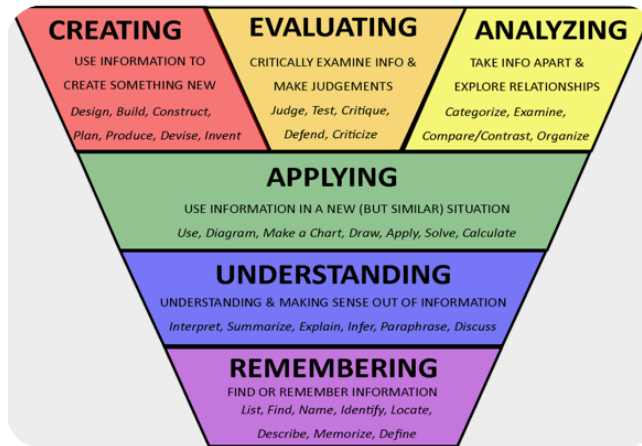 CREATING
USE INFORMATION TO
CREATE SOMETHING NEW
Design, Build, Construct,
Plan, Produce, Devise, Invent
EVALUATING
CRITICALLY EXAMINE INFO &
MAKE JUDGEMENTS
Judge, Test, Critique,
Defend, Criticize
ANALYZING
TAKE INFO APART &
EXPLORE RELATIONSHIPS
Categorize, Examine,
Compare/Contrast, Organize
APPLYING
USE INFORMATION IN A NEW (BUT SIMILAR) SITUATION
Use, Diagram, Make a Chart, Draw, Apply, Solve, Calculate
UNDERSTANDING
UNDERSTANDING & MAKING SENSE OUT OF INFORMATION
Interpret, Summarize, Explain, Infer, Paraphrase, Discuss
REMEMBERING
FIND OR REMEMBER INFORMATION
List, Find, Name, Identify, Locate,
Describe, Memorize, Define